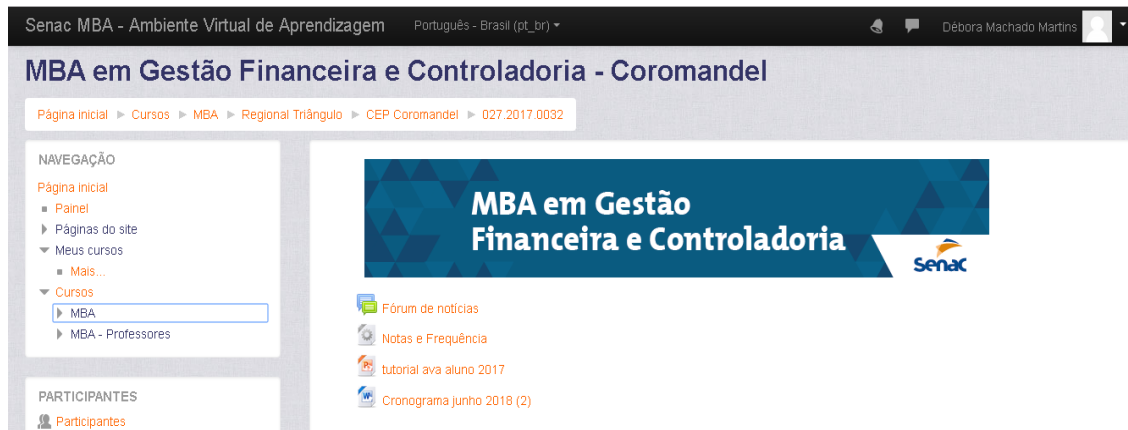 Senac MBA - Ambiente Virtual de Aprendizagem Português - Brasil (pt_br) Débora Machado Martins
MBA em Gestão Financeira e Controladoria - Coromandel
Página inicial Cursos MBA Regional Triângulo CEP Coromandel 027.2017.0032
NAVEGAÇÃO
Página inicial
Painel
Páginas do site
Meus cursos
Mais...
Cursos
MBA
MBA - Professores
PARTICIPANTES
Participantes
MBA em Gestão
Financeira e Controladoria
Senac
Fórum de notícias
Notas e Frequência
tutorial ava aluno 2017
Cronograma junho 2018 (2)